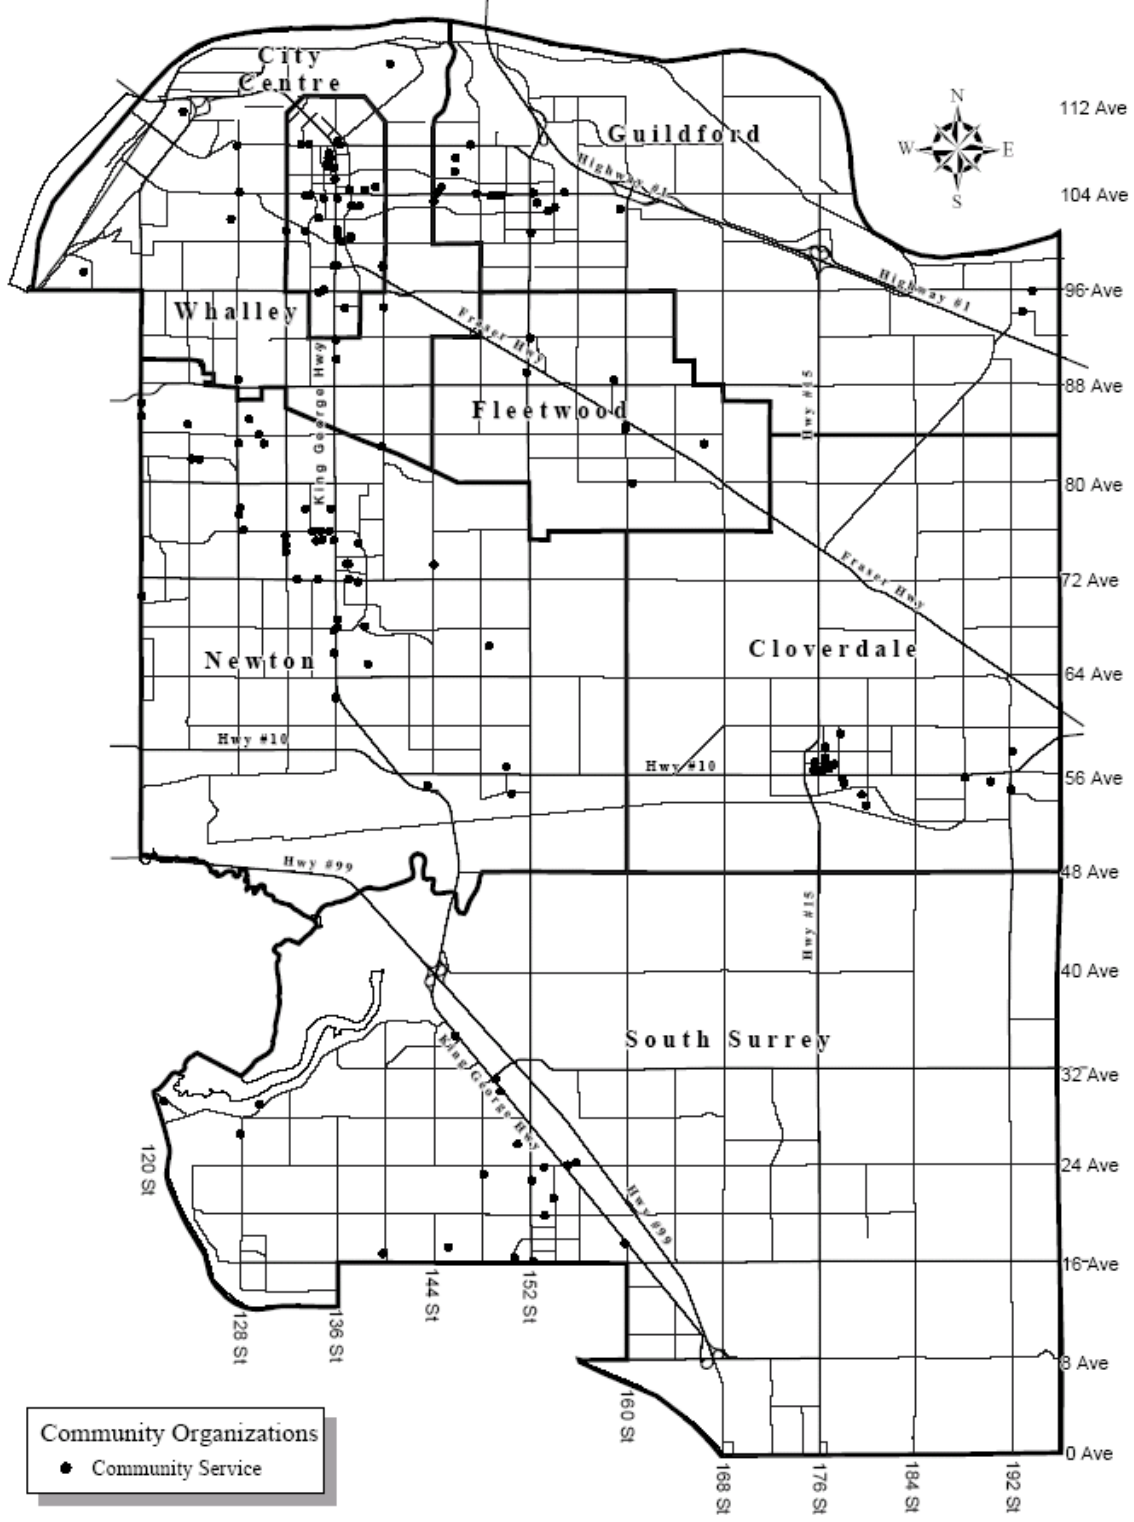 City
Centre
112 Ave
Guildford
N
W
E
S
Highway #1
104 Ave
Highway #1
96 Ave
Whalley
Fraser Hwy
King George Hwy
Hwy #15
88 Ave
Fleetwood
80 Ave
Fraser Hwy
72 Ave
Cloverdale
Newton
64 Ave
Hwy #10
Hwy #10
56 Ave
Hwy #99
48 Ave
Hwy #15
40 Ave
South Surrey
King George Hwy
32 Ave
120 St
24 Ave
Hwy #99
16 Ave
144 St
152 St
128 St
136 St
8 Ave
160 St
Community Organizations
Community Service
0 Ave
168 St
176 St
184 St
192 St